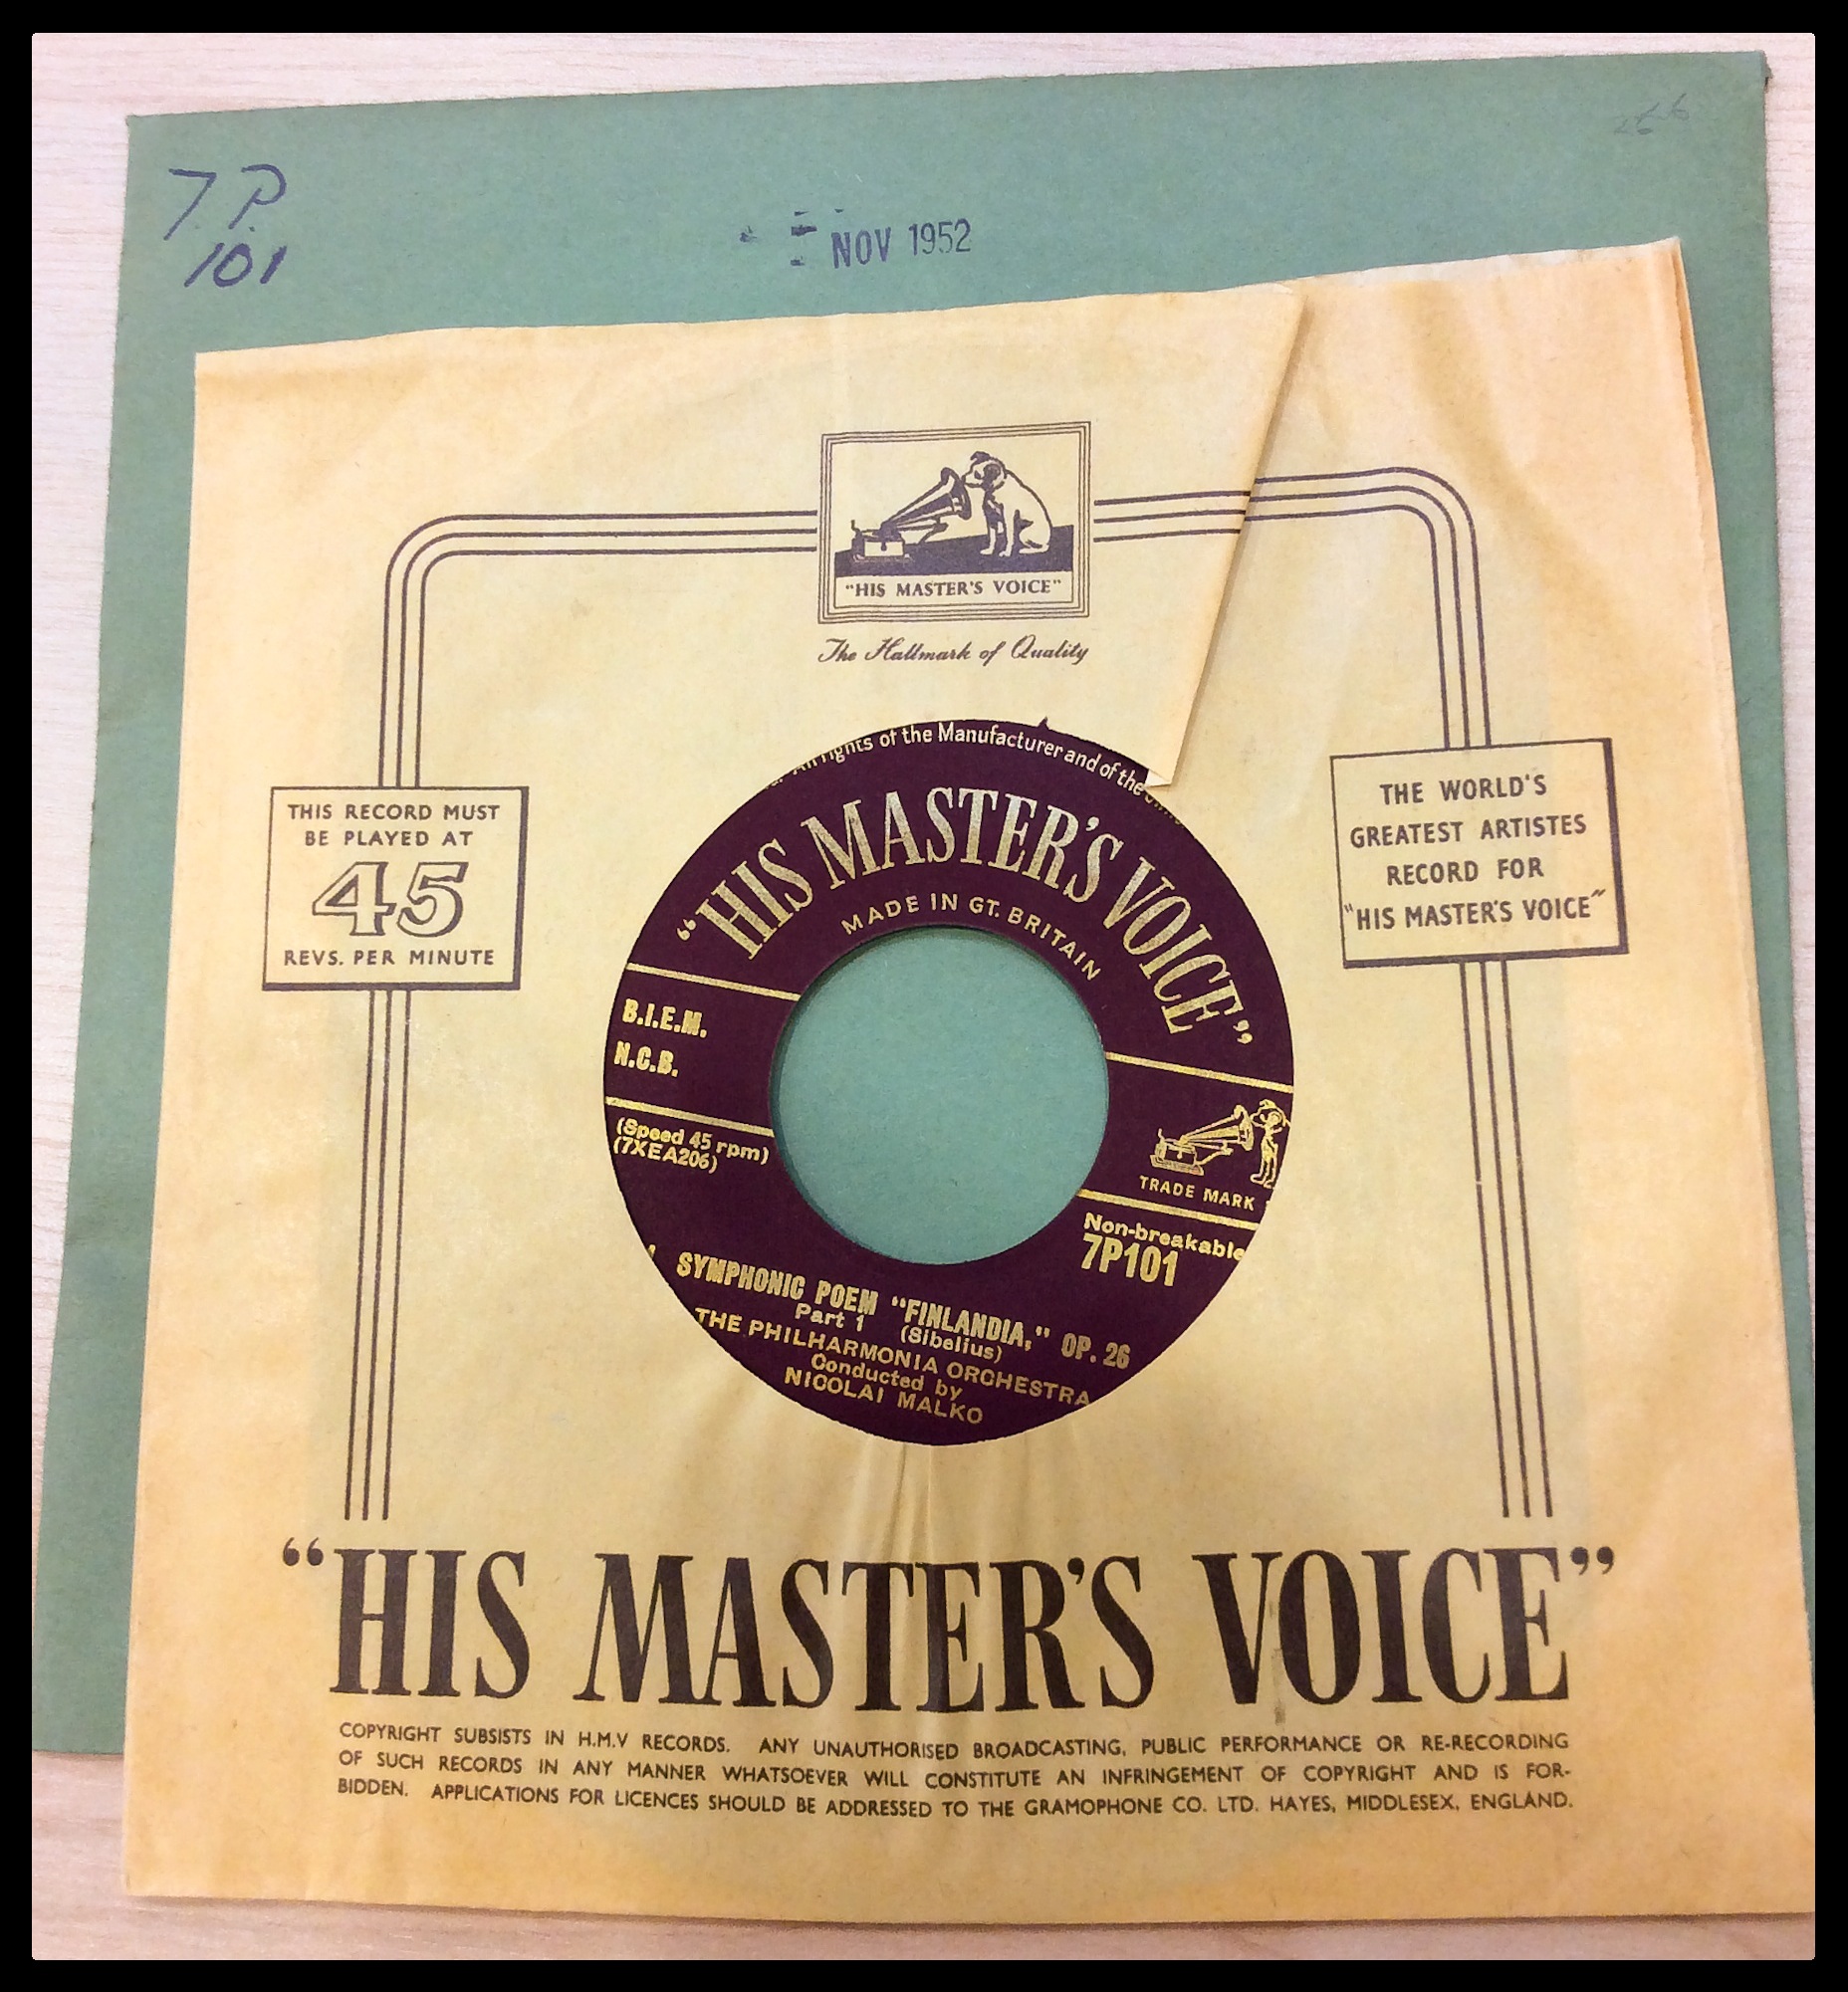 7.P.
101
NOV 1952
"HIS MASTER'S VOICE"
The Hallmark of Quality
THIS RECORD MUST
BE PLAYED AT
45
REVS. PER MINUTE
THE WORLD'S
GREATEST ARTISTES
RECORD FOR
"HIS MASTER'S VOICE"
rights of the Manufacturer and of the
"HIS MASTER'S VOICE"
MADE IN GT. BRITAIN
B.I.E.M.
N.C.B.
(Speed 45 rpm)
(7XEA206)
TRADE MARK
Non-breakable
7P101
SYMPHONIC POEM "FINLANDIA," OP. 26
Part 1 (Sibelius)
THE PHILHARMONIA ORCHESTRA
Conducted by
NICOLAI MALKO
"HIS MASTER'S VOICE"
COPYRIGHT SUBSISTS IN H.M.V RECORDS. ANY UNAUTHORISED BROADCASTING, PUBLIC PERFORMANCE OR RE-RECORDING
OF SUCH RECORDS IN ANY MANNER WHATSOEVER WILL CONSTITUTE AN INFRINGEMENT OF COPYRIGHT AND IS FOR-
BIDDEN. APPLICATIONS FOR LICENCES SHOULD BE ADDRESSED TO THE GRAMOPHONE CO. LTD. HAYES, MIDDLESEX, ENGLAND.